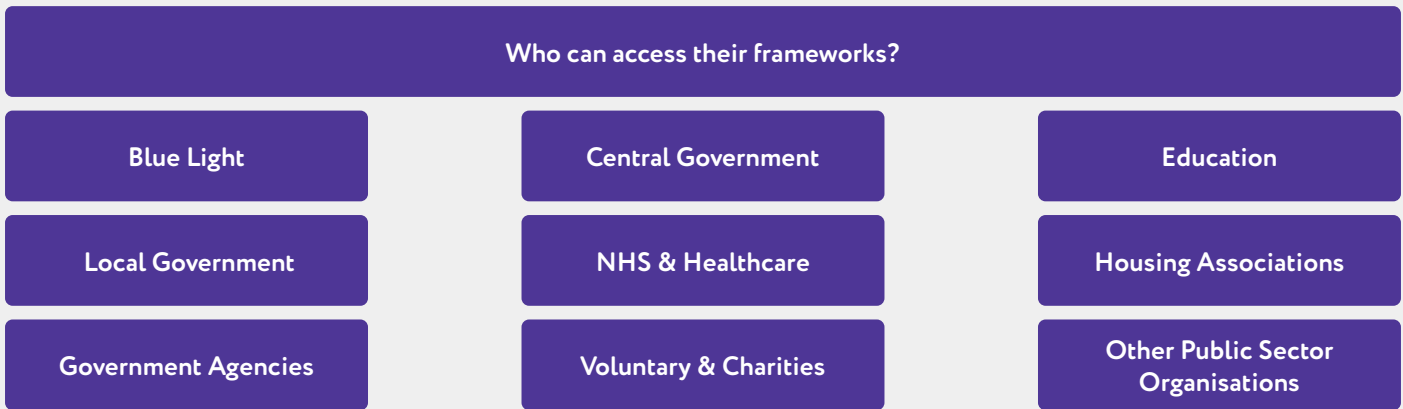 Who can access their frameworks?
Blue Light
Central Government
Education
Local Government
NHS & Healthcare
Housing Associations
Government Agencies
Voluntary & Charities
Other Public Sector
Organisations